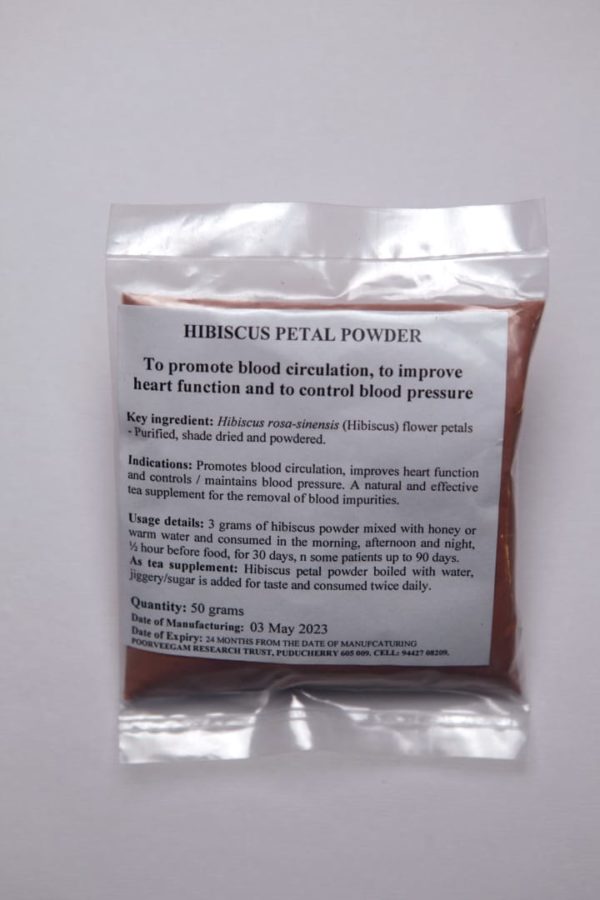 HIBISCUS PETAL POWDER
To promote blood circulation, to improve
heart function and to control blood pressure
Key ingredient: Hibiscus rosa-sinensis (Hibiscus) flower petals
- Purified, shade dried and powdered.
Indications: Promotes blood circulation, improves heart function
and controls / maintains blood pressure. A natural and effective
tea supplement for the removal of blood impurities.
Usage details: 3 grams of hibiscus powder mixed with honey or
warm water and consumed in the morning, afternoon and night,
½ hour before food, for 30 days, n some patients up to 90 days.
As tea supplement: Hibiscus petal powder boiled with water,
jiggery/sugar is added for taste and consumed twice daily.
Quantity: 50 grams
Date of Manufacturing: 03 May 2023
Date of Expiry: 24 MONTHS FROM THE DATE OF MANUFCATURING
POORVEEGAM RESEARCH TRUST, PUDUCHERRY 605 009. CELL: 94427 08209.